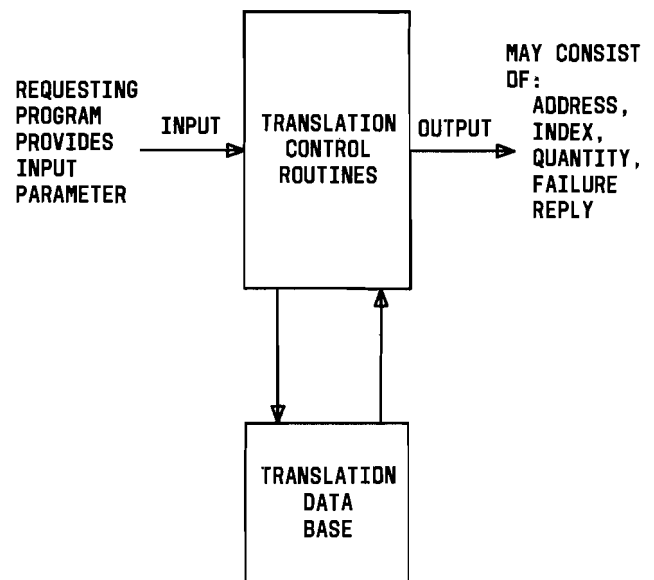 REQUESTING
PROGRAM
PROVIDES
INPUT
PARAMETER
INPUT
TRANSLATION
CONTROL
ROUTINES
OUTPUT
MAY CONSIST
OF:
ADDRESS,
INDEX,
QUANTITY,
FAILURE
REPLY
TRANSLATION
DATA
BASE